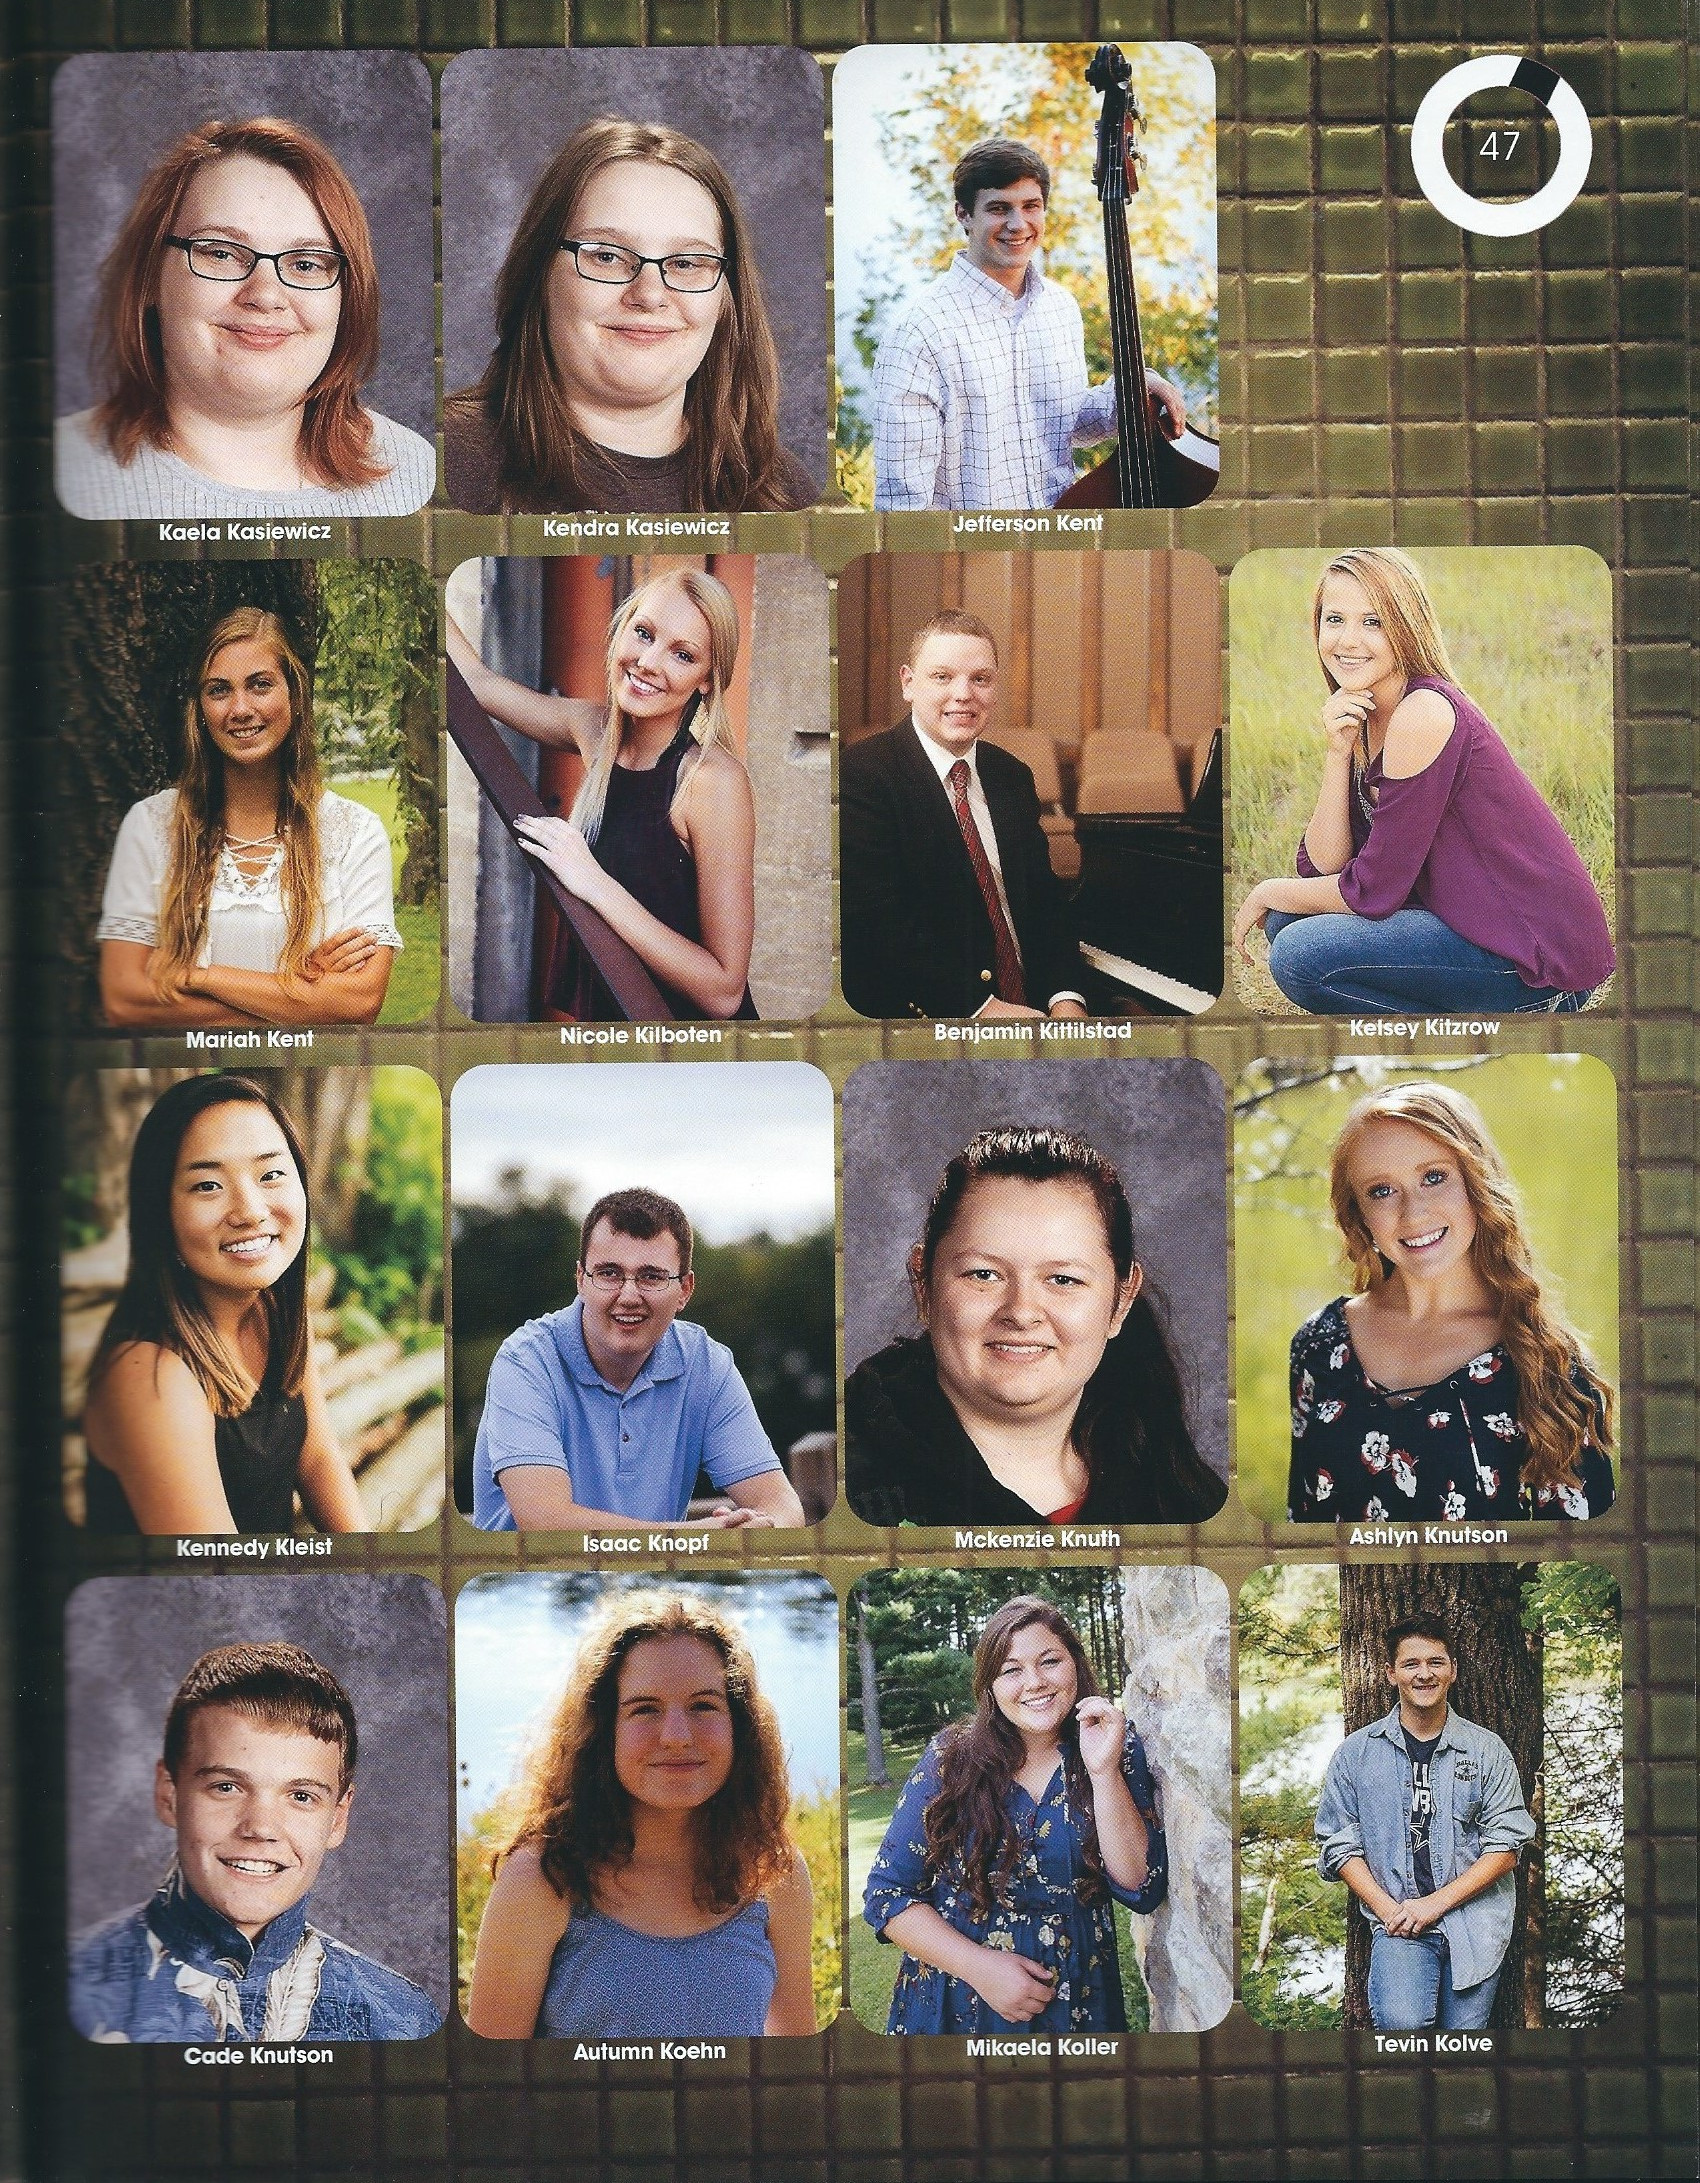 47
Kaela Kasiewicz
Kendra Kasiewicz
Jefferson Kent
Mariah Kent
Nicole Kilboten
Benjamin Kittilstad
Kelsey Kitzrow
Kennedy Kleist
Isaac Knopf
Mckenzie Knuth
Ashlyn Knutson
Cade Knutson
Autumn Koehn
Mikaela Koller
Tevin Kolve